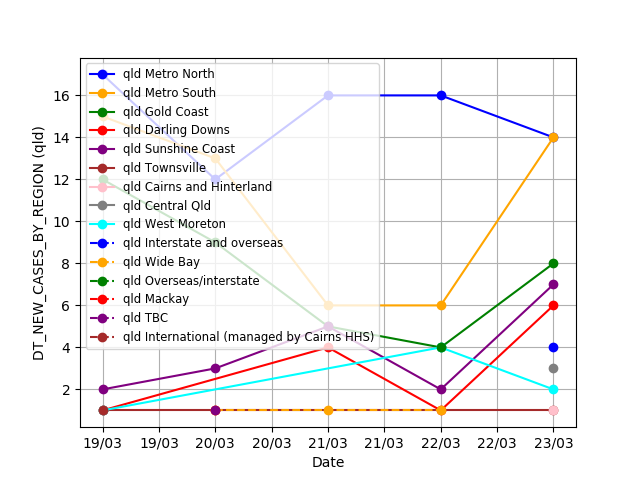 qld Metro North
qld Metro South
qld Gold Coast
qld Darling Downs
qld Sunshine Coast
qld Townsville
qld Cairns and Hinterland
qld Central Qld
qld West Moreton
qld Interstate and overseas
qld Wide Bay
qld Overseas/interstate
qld Mackay
qld TBC
qld International (managed by Cairns HHS)
16
14
12
10
8
6
4
2
DT_NEW_CASES_BY_REGION (qld)
19/03 19/03 20/03 20/03 21/03 21/03 22/03 22/03 23/03
Date